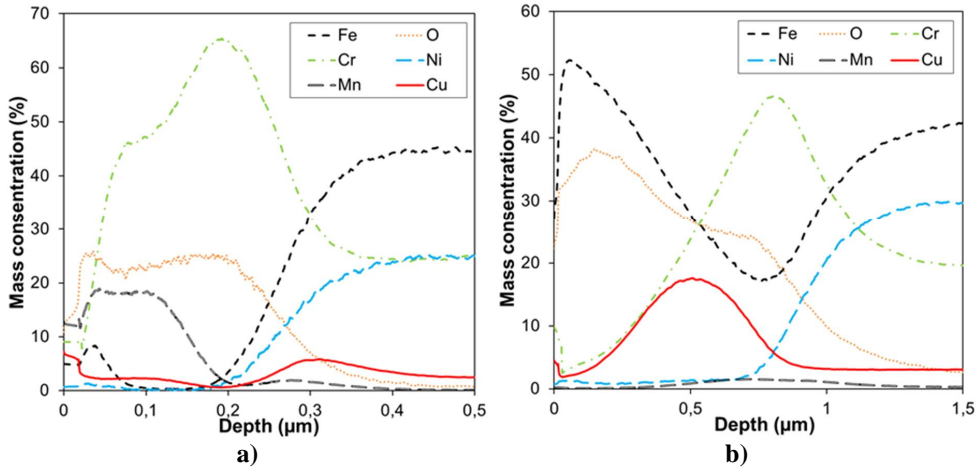 70
60
50
40
30
20
10
0
Mass consentration (%)
Fe O
Cr Ni
Mn Cu
0 0,1 0,2 0,3 0,4 0,5
Depth (µm)
a)
60
50
40
30
20
10
0
Mass consentration (%)
Fe O Cr
Ni Mn Cu
0 0,5 1 1,5
Depth (µm)
b)